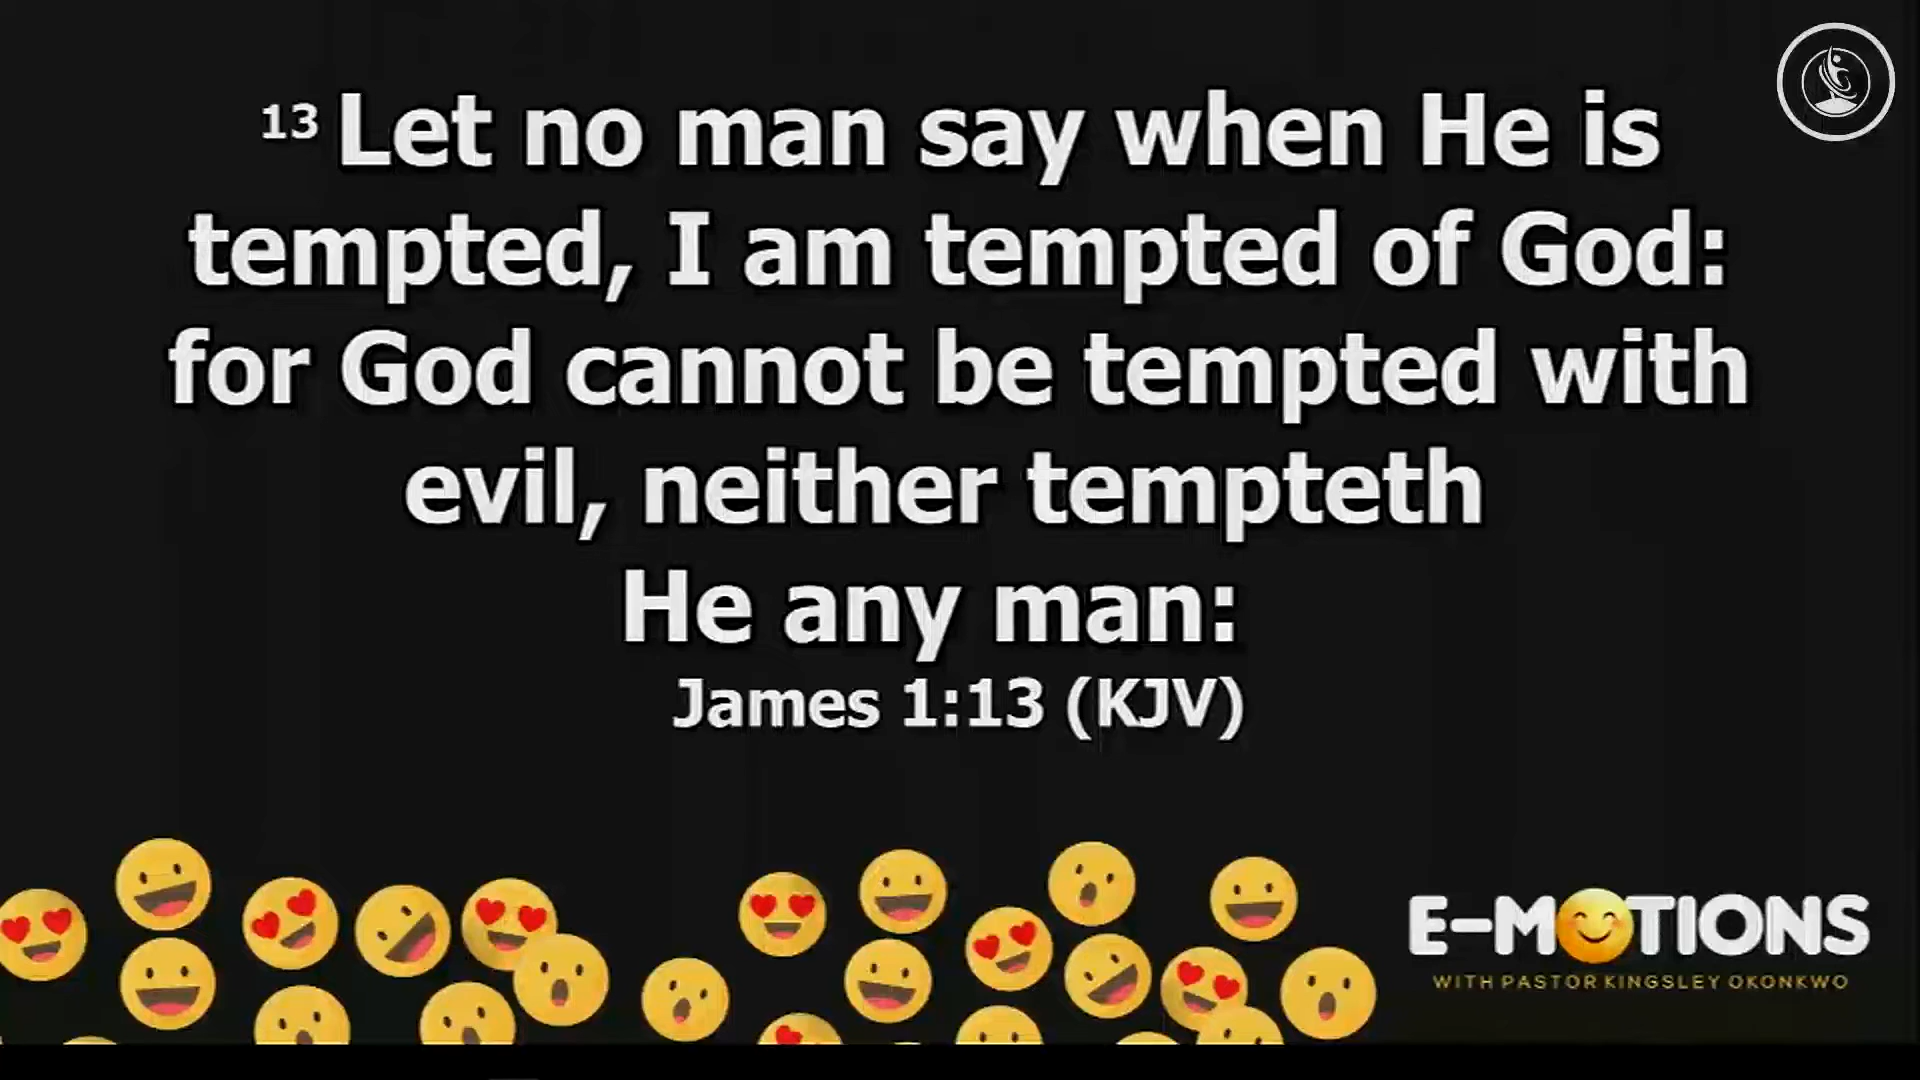 13 Let no man say when He is
tempted, I am tempted of God:
for God cannot be tempted with
evil, neither tempteth
He any man:
James 1:13 (KJV)
E-MOTIONS
WITH PASTOR KINGSLEY OKONKWO